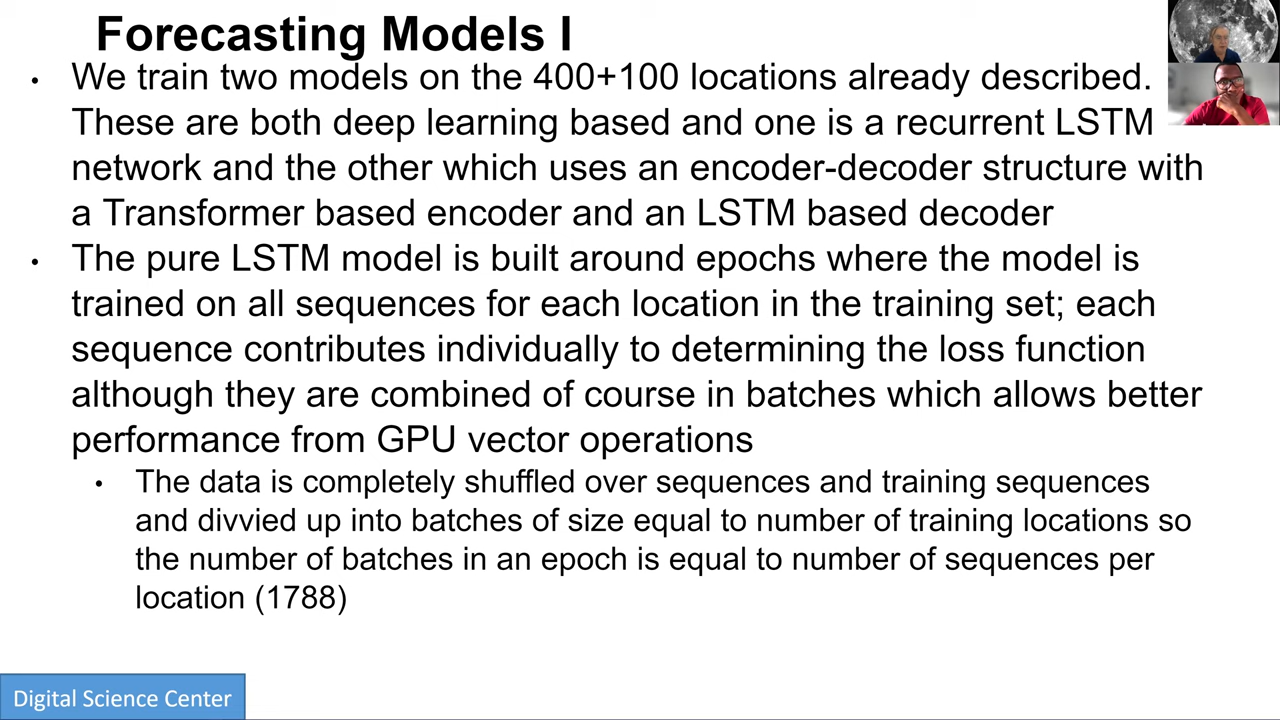 Forecasting Models I
• We train two models on the 400+100 locations already described.
These are both deep learning based and one is a recurrent LSTM
network and the other which uses an encoder-decoder structure with
a Transformer based encoder and an LSTM based decoder
• The pure LSTM model is built around epochs where the model is
trained on all sequences for each location in the training set; each
sequence contributes individually to determining the loss function
although they are combined of course in batches which allows better
performance from GPU vector operations
• The data is completely shuffled over sequences and training sequences
and divvied up into batches of size equal to number of training locations so
the number of batches in an epoch is equal to number of sequences per
location (1788)
Digital Science Center